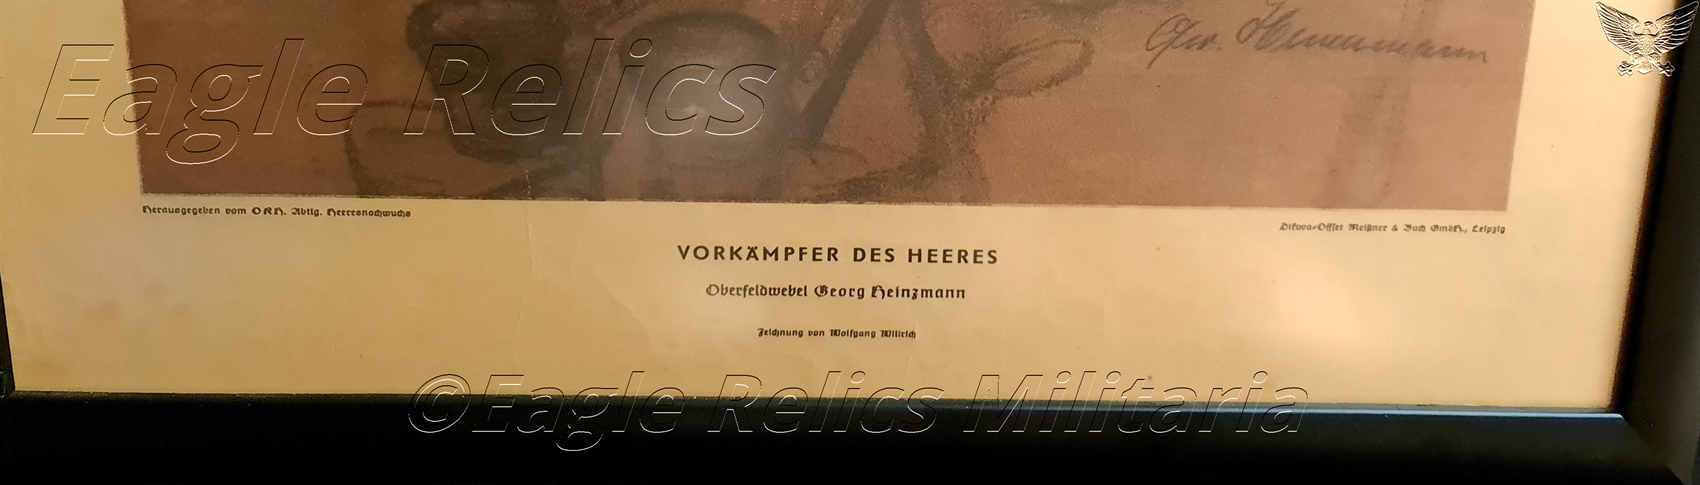 Eagle Relics
Herausgegeben vom OKH. Abtlg. Heeresnachwuchs
Dikova-Offset Meißner & Buch GmbH., Leipzig
VORKÄMPFER DES HEERES
Oberfeldwebel Georg Heinzmann
Zeichnung von Wolfgang Willrich
©Eagle Relics Militaria